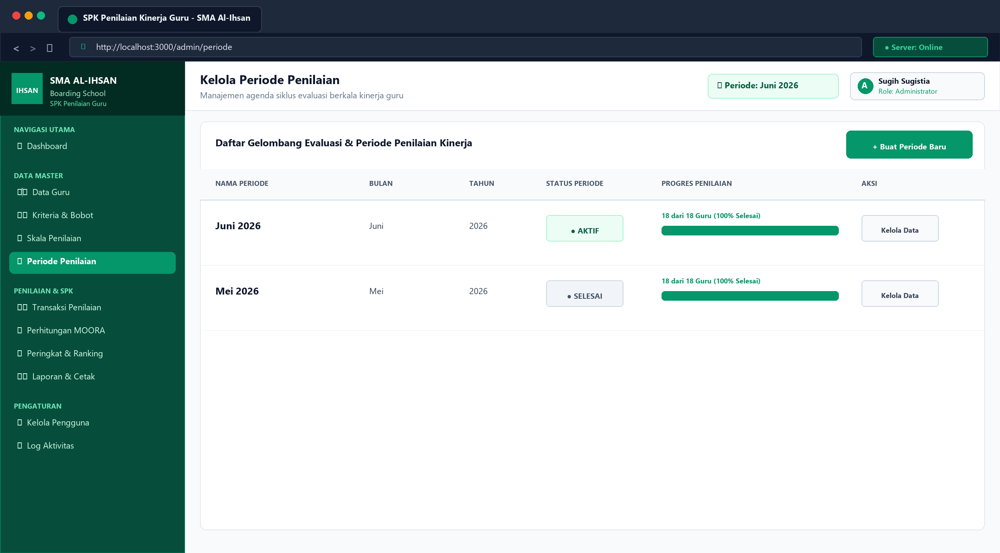 SPK Penilaian Kinerja Guru - SMA Al-Ihsan
http://localhost:3000/admin/periode
● Server: Online
IHSAN
SMA AL-IHSAN
Boarding School
SPK Penilaian Guru
NAVIGASI UTAMA
Dashboard
DATA MASTER
Data Guru
Kriteria & Bobot
Skala Penilaian
Periode Penilaian
PENILAIAN & SPK
Transaksi Penilaian
Perhitungan MOORA
Peringkat & Ranking
Laporan & Cetak
PENGATURAN
Kelola Pengguna
Log Aktivitas
Kelola Periode Penilaian
Manajemen agenda siklus evaluasi berkala kinerja guru
Periode: Juni 2026
A
Sugih Sugistia
Role: Administrator
Daftar Gelombang Evaluasi & Periode Penilaian Kinerja
+ Buat Periode Baru
NAMA PERIODE BULAN TAHUN STATUS PERIODE PROGRES PENILAIAN AKSI
18 dari 18 Guru (100% Selesai)
Juni 2026 Juni 2026 ● AKTIF Kelola Data
18 dari 18 Guru (100% Selesai)
Mei 2026 Mei 2026 ● SELESAI Kelola Data